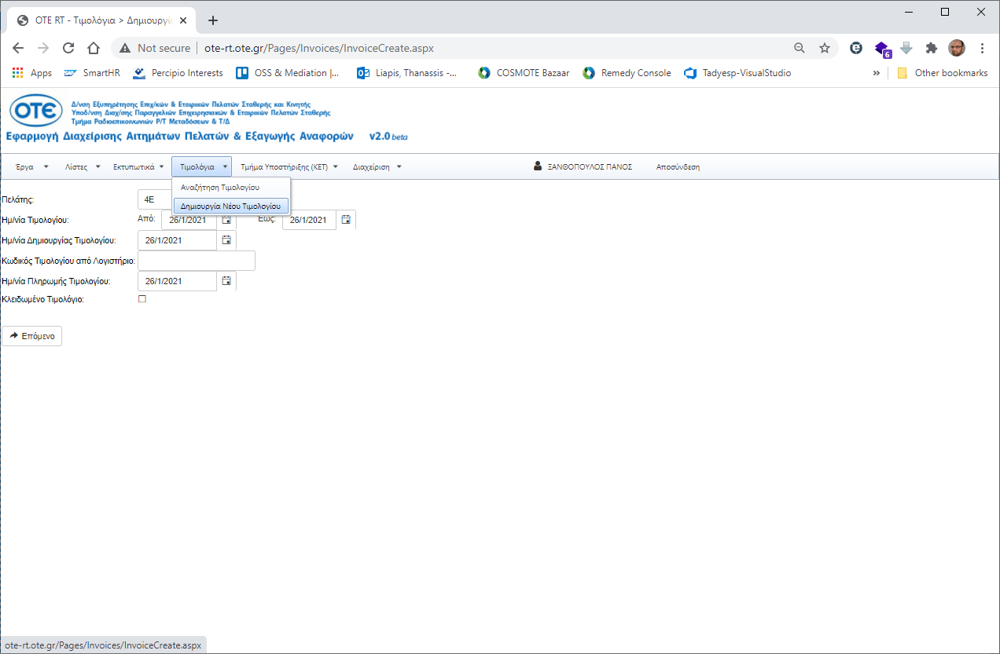 OTE RT - Τιμολόγια > Δημιουργί
Not secure | ote-rt.ote.gr/Pages/Invoices/InvoiceCreate.aspx
6
Apps SmartHR Percipio Interests OSS & Mediation |... Liapis, Thanassis -... COSMOTE Bazaar Remedy Console Tadyesp-VisualStudio » Other bookmarks
ΟΤΕ
Δ/νση Εξυπηρέτησης Επιχ/κών & Εταιρικών Πελατών Σταθερής και Κινητής
Υποδ/νση Διαχ/σης Παραγγελιών Επιχειρησιακών & Εταιρικών Πελατών Σταθερής
Τμήμα Ραδιοεπικοινωνιών Ρ/Τ Μεταδόσεων & Τ/Δ
Εφαρμογή Διαχείρισης Αιτημάτων Πελατών & Εξαγωγής Αναφορών v2.0 beta
Έργα Λίστες Εκτυπωτικά Τιμολόγια Τμήμα Υποστήριξης (ΚΕΤ) Διαχείριση ΞΑΝΘΟΠΟΥΛΟΣ ΠΑΝΟΣ Αποσύνδεση
Αναζήτηση Τιμολογίου
Δημιουργία Νέου Τιμολογίου
Πελάτης: 4Ε
Ημ/νία Τιμολογίου: Από: 26/1/2021 Έως: 26/1/2021
Ημ/νία Δημιουργίας Τιμολογίου: 26/1/2021
Κωδικός Τιμολογίου από Λογιστήριο:
Ημ/νία Πληρωμής Τιμολογίου: 26/1/2021
Κλειδωμένο Τιμολόγιο:
Επόμενο
ote-rt.ote.gr/Pages/Invoices/InvoiceCreate.aspx